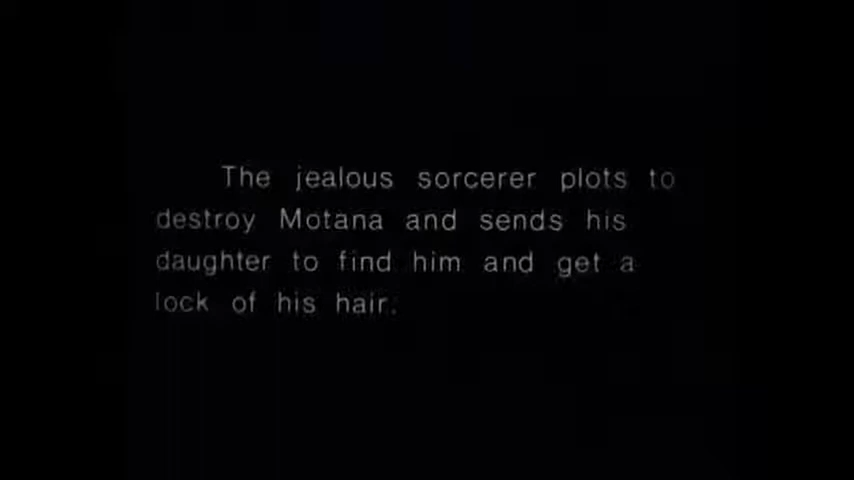 The jealous sorcerer plots to
destroy Motana and sends his
daughter to find him and get a
lock of his hair.